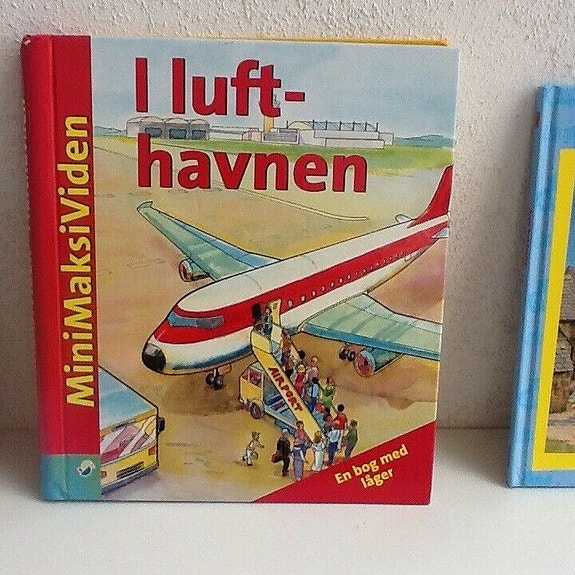 I luft-
havnen
MiniMaksiViden
AIRPORT
En bog med
låger